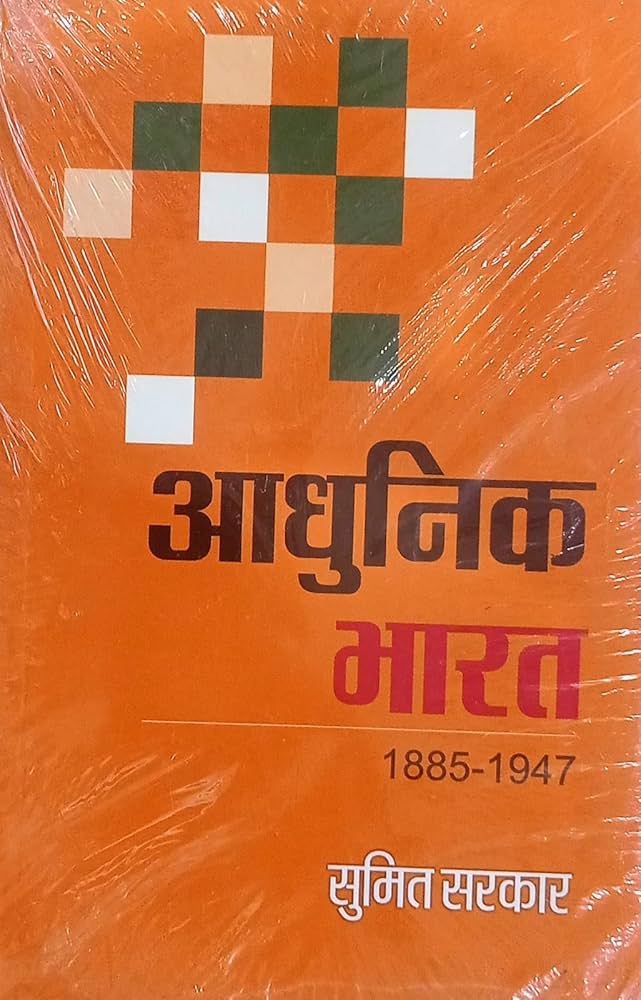 आधुनिक
भारत
1885-1947
सुमित सरकार